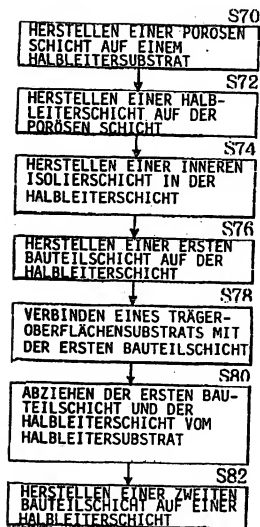 S70
HERSTELLEN EINER PORÖSEN
SCHICHT AUF EINEM
HALBLEITERSUBSTRAT
S72
HERSTELLEN EINER HALB-
LEITERSCHICHT AUF DER
PORÖSEN SCHICHT
S74
HERSTELLEN EINER INNEREN
ISOLIERSCHICHT IN DER
HALBLEITERSCHICHT
S76
HERSTELLEN EINER ERSTEN
BAUTEILSCHICHT AUF DER
HALBLEITERSCHICHT
S78
VERBINDEN EINES TRÄGER-
OBERFLÄCHENSUBSTRATS MIT
DER ERSTEN BAUTEILSCHICHT
S80
ABZIEHEN DER ERSTEN BAU-
TEILSCHICHT UND DER
HALBLEITERSCHICHT VOM
HALBLEITERSUBSTRAT
S82
HERSTELLEN EINER ZWEITEN
BAUTEILSCHICHT AUF EINER
HALBLEITERSCHICHT